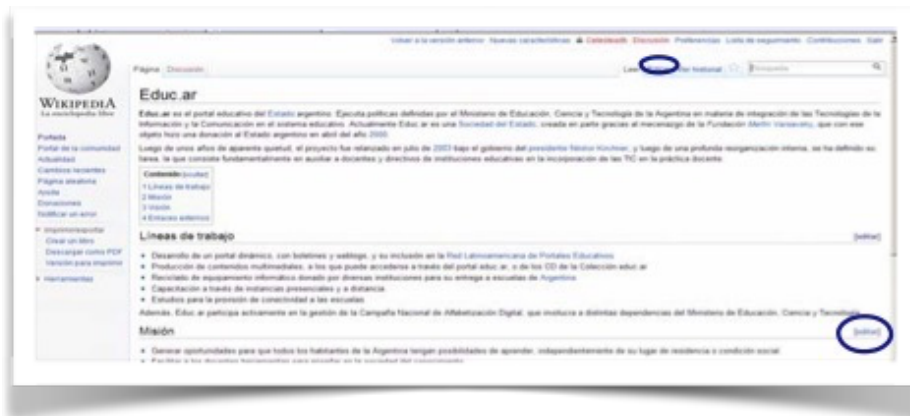 Volver a la versión anterior Nuevas características Discusión Preferencias Lista de seguimiento Contribuciones Salir
Página Discusión
Leer Ver historial Búsqueda
WIKIPEDIA
La enciclopedia libre
Portada
Portal de la comunidad
Actualidad
Cambios recientes
Página aleatoria
Ayuda
Donaciones
Notificar un error
Imprimir/exportar
Crear un libro
Descargar como PDF
Versión para imprimir
Herramientas
Educ.ar
Educ.ar es el portal educativo del Estado argentino. Ejecuta políticas definidas por el Ministerio de Educación, Ciencia y Tecnología de la Argentina en materia de integración de las Tecnologías de la
Información y la Comunicación en el sistema educativo. Actualmente Educ.ar es una Sociedad del Estado, creada en parte gracias al mecenazgo de la Fundación Martín Varsavsky, que con ese
objeto hizo una donación al Estado argentino en abril del año 2000.
Luego de unos años de aparente quietud, el proyecto fue relanzado en julio de 2003 bajo el gobierno del presidente Néstor Kirchner, y luego de una profunda reorganización interna, se ha definido su
tarea, la que consiste fundamentalmente en auxiliar a docentes y directivos de instituciones educativas en la incorporación de las TIC en la práctica docente.
Contenido [ocultar]
1 Líneas de trabajo
2 Misión
3 Visión
4 Enlaces externos
Líneas de trabajo [editar]
Desarrollo de un portal dinámico, con boletines y weblogs, y su inclusión en la Red Latinoamericana de Portales Educativos
Producción de contenidos multimediales, a los que puede accederse a través del portal educ.ar, o de los CD de la Colección educ.ar
Reciclado de equipamiento informático donado por diversas instituciones para su entrega a escuelas de Argentina
Capacitación a través de instancias presenciales y a distancia
Estudios para la provisión de conectividad a las escuelas
Además, Educ.ar participa activamente en la gestión de la Campaña Nacional de Alfabetización Digital, que involucra a distintas dependencias del Ministerio de Educación, Ciencia y Tecnología.
Misión [editar]
Generar oportunidades para que todos los habitantes de la Argentina tengan posibilidades de aprender, independientemente de su lugar de residencia o condición social
Facilitar a los docentes herramientas para enseñar en la sociedad del conocimiento